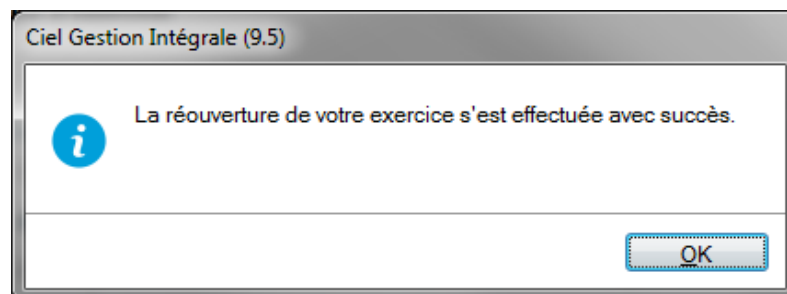 Ciel Gestion Intégrale (9.5)
La réouverture de votre exercice s'est effectuée avec succès.
OK